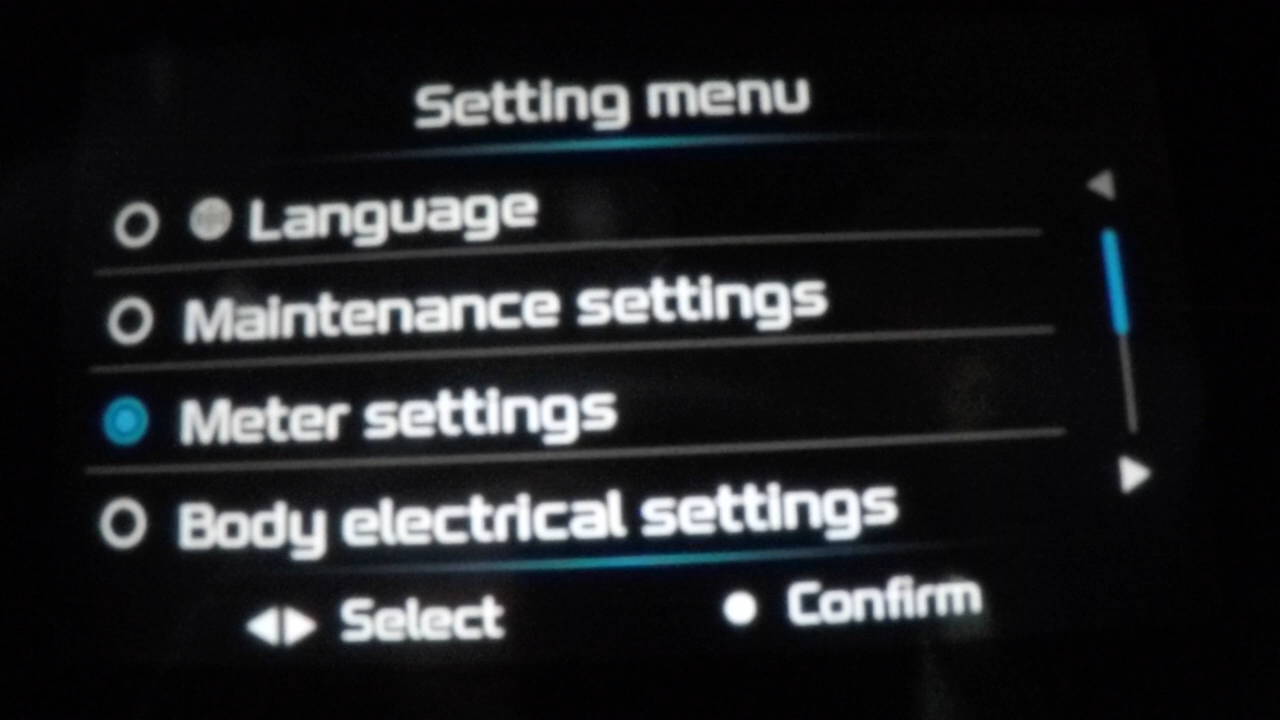 Setting menu
Language
Maintenance settings
Meter settings
Body electrical settings
Select Confirm